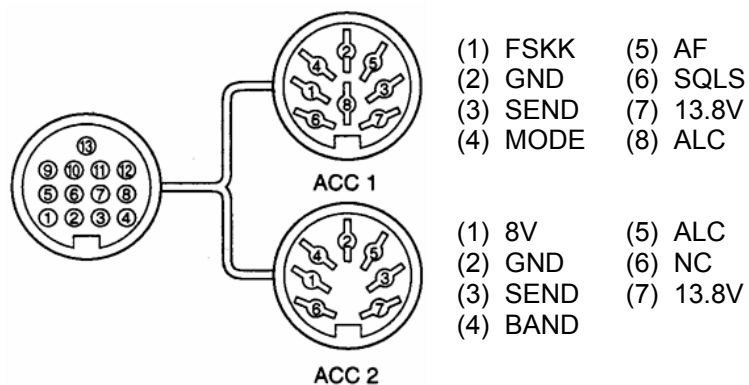 (1) FSKK (5) AF
(2) GND (6) SQLS
(3) SEND (7) 13.8V
(4) MODE (8) ALC
2
4 5
1 3
8
6 7
ACC 1
13
9 10 11 12
5 6 7 8
1 2 3 4
(1) 8V (5) ALC
(2) GND (6) NC
(3) SEND (7) 13.8V
(4) BAND
2
4 5
1 3
6 7
ACC 2